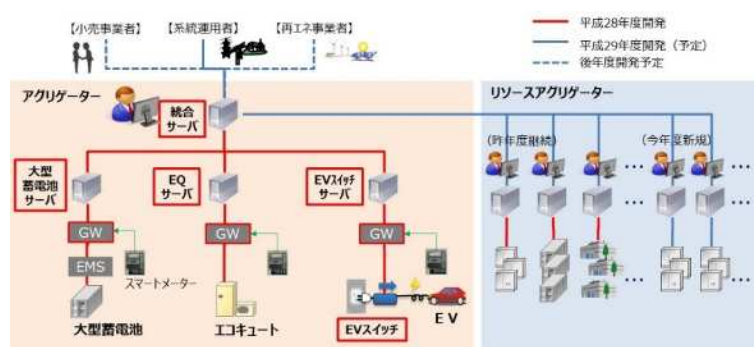 【小売事業者】 【系統運用者】 【再エネ事業者】
平成28年度開発
平成29年度開発（予定）
後年度開発予定
アグリゲーター
統合
サーバ
大型
蓄電池
サーバ
EQ
サーバ
EVスイッチ
サーバ
GW
GW
GW
EMS
スマートメーター
大型蓄電池
エコキュート
EVスイッチ
EV
リソースアグリゲーター
(昨年度継続)
(今年度新規)
…
…
…
…
…
…